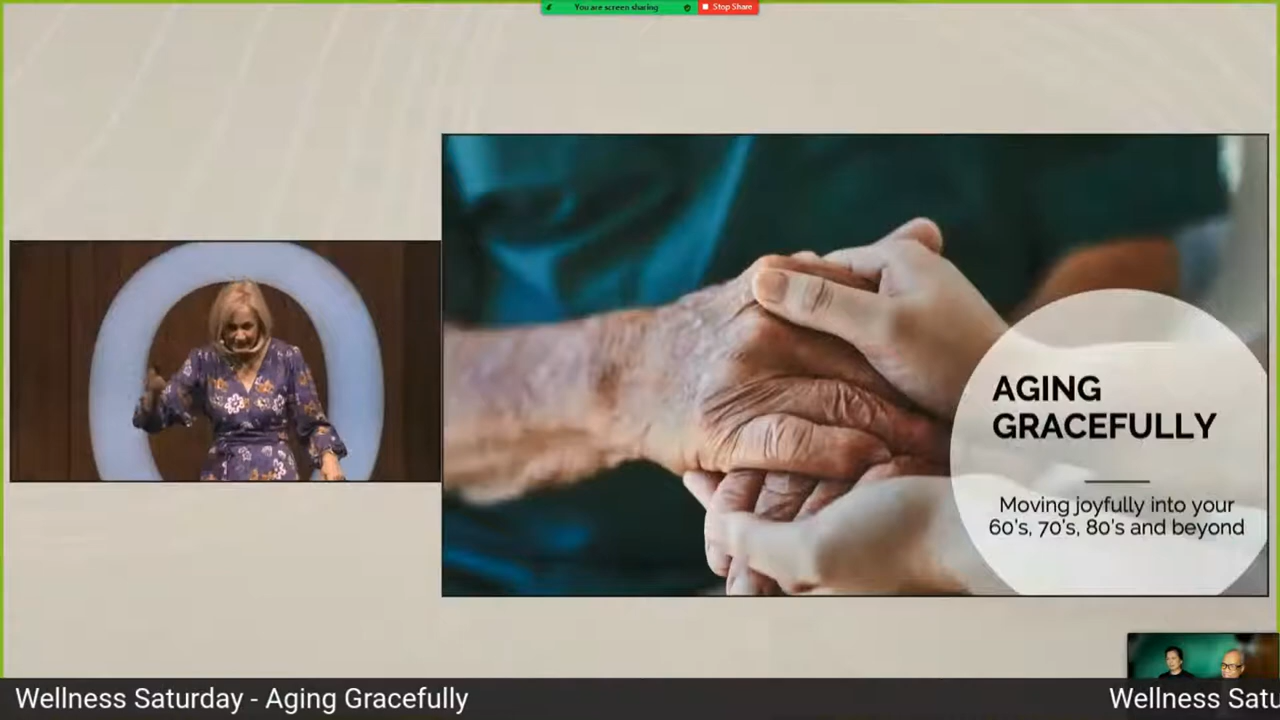 You are screen sharing
Stop Share
AGING
GRACEFULLY
Moving joyfully into your
60's, 70's, 80's and beyond
Wellness Saturday - Aging Gracefully
Wellness Satu